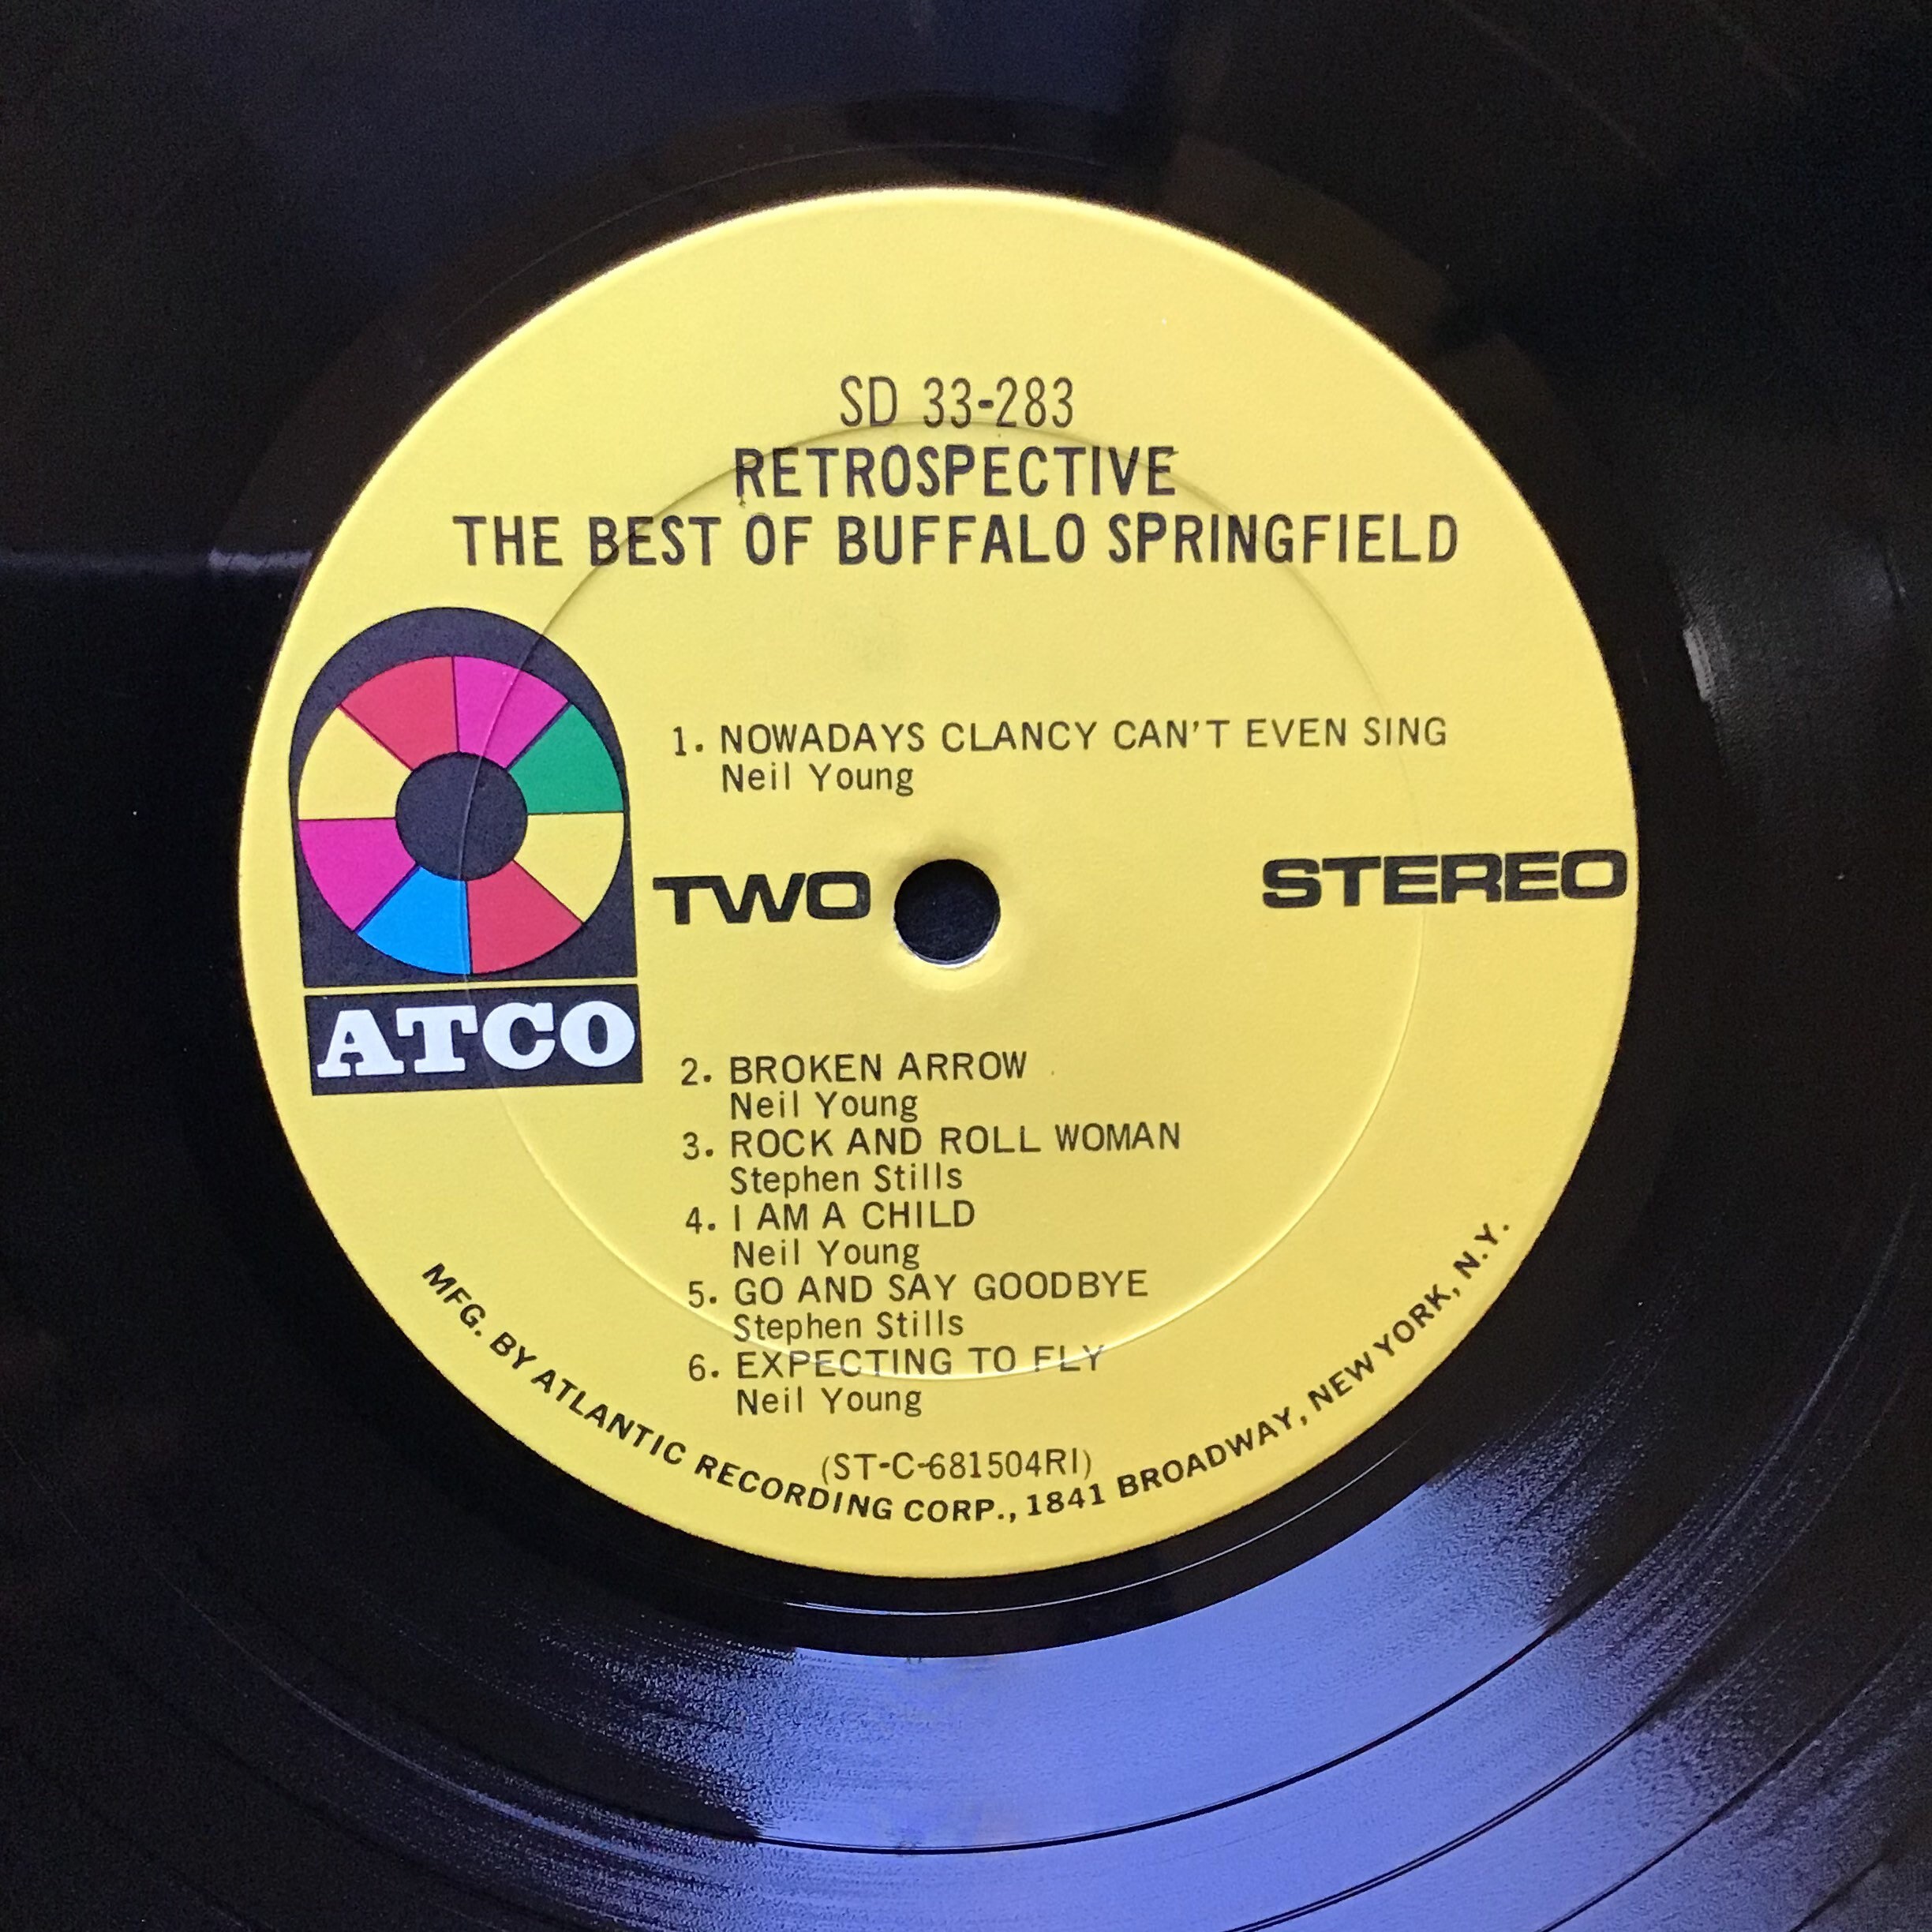 SD 33-283
RETROSPECTIVE
THE BEST OF BUFFALO SPRINGFIELD
1. NOWADAYS CLANCY CAN'T EVEN SING
Neil Young
TWO
STEREO
ATCO
2. BROKEN ARROW
Neil Young
3. ROCK AND ROLL WOMAN
Stephen Stills
4. I AM A CHILD
Neil Young
5. GO AND SAY GOODBYE
Stephen Stills
6. EXPECTING TO FLY
Neil Young
(ST-C-681504RI)
MFG. BY ATLANTIC RECORDING CORP., 1841 BROADWAY, NEW YORK, N.Y.